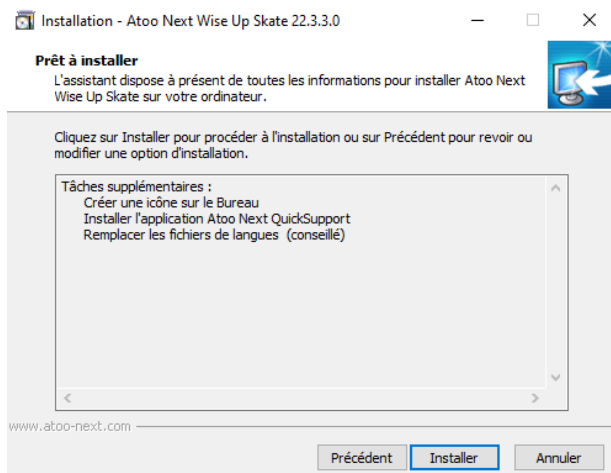 Installation - Atoo Next Wise Up Skate 22.3.3.0
Prêt à installer
L'assistant dispose à présent de toutes les informations pour installer Atoo Next
Wise Up Skate sur votre ordinateur.
Cliquez sur Installer pour procéder à l'installation ou sur Précédent pour revoir ou
modifier une option d'installation.
Tâches supplémentaires :
Créer une icône sur le Bureau
Installer l'application Atoo Next QuickSupport
Remplacer les fichiers de langues (conseillé)
www.atoo-next.com
Précédent Installer Annuler